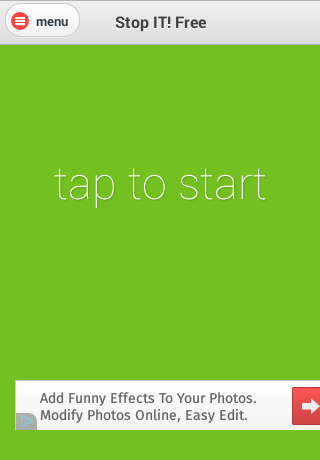 menu
Stop IT! Free
tap to start
Add Funny Effects To Your Photos.
Modify Photos Online, Easy Edit.